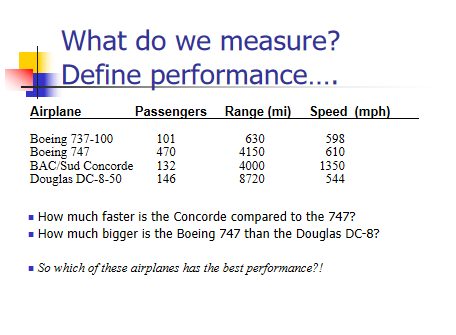 What do we measure?
Define performance….
Airplane Passengers Range (mi) Speed (mph)
Boeing 737-100 101 630 598
Boeing 747 470 4150 610
BAC/Sud Concorde 132 4000 1350
Douglas DC-8-50 146 8720 544
How much faster is the Concorde compared to the 747?
How much bigger is the Boeing 747 than the Douglas DC-8?
So which of these airplanes has the best performance?!